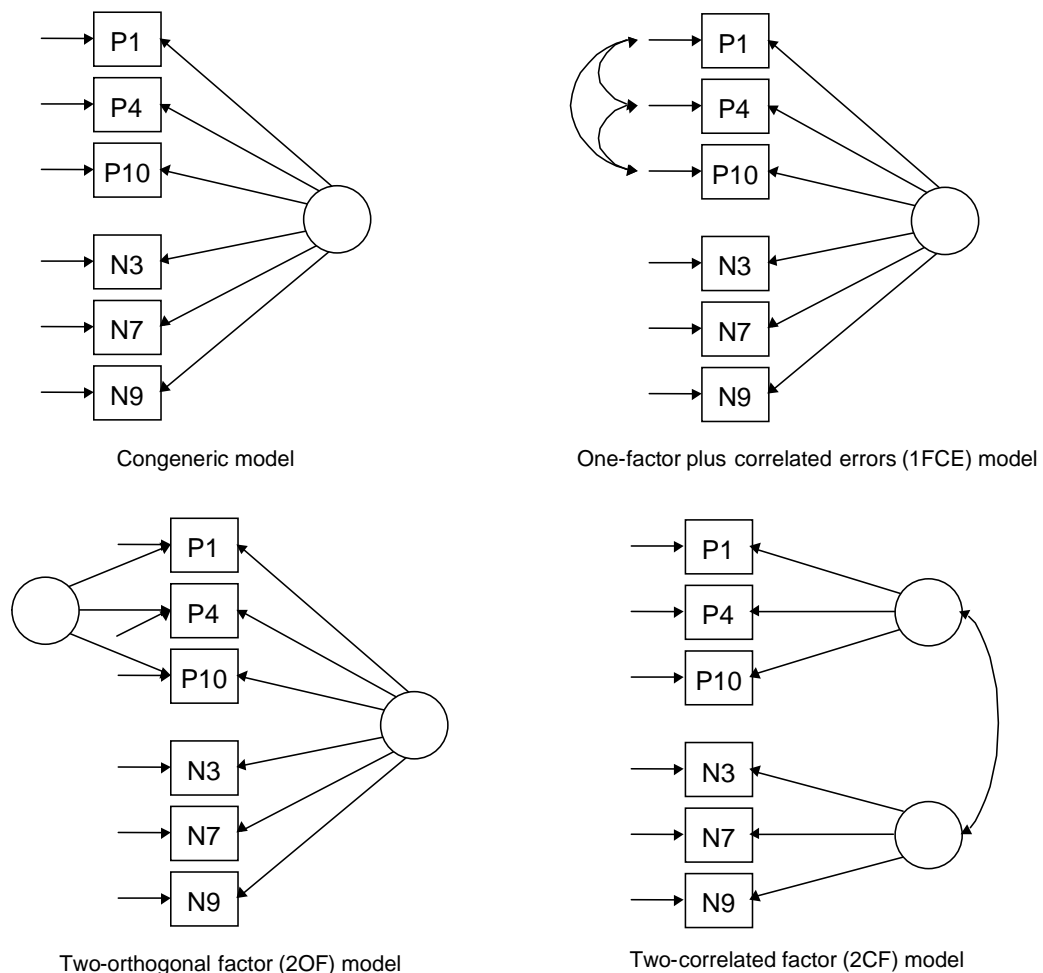 P1
P4
P10
N3
N7
N9
Congeneric model
P1
P4
P10
N3
N7
N9
One-factor plus correlated errors (1FCE) model
P1
P4
P10
N3
N7
N9
Two-orthogonal factor (2OF) model
P1
P4
P10
N3
N7
N9
Two-correlated factor (2CF) model